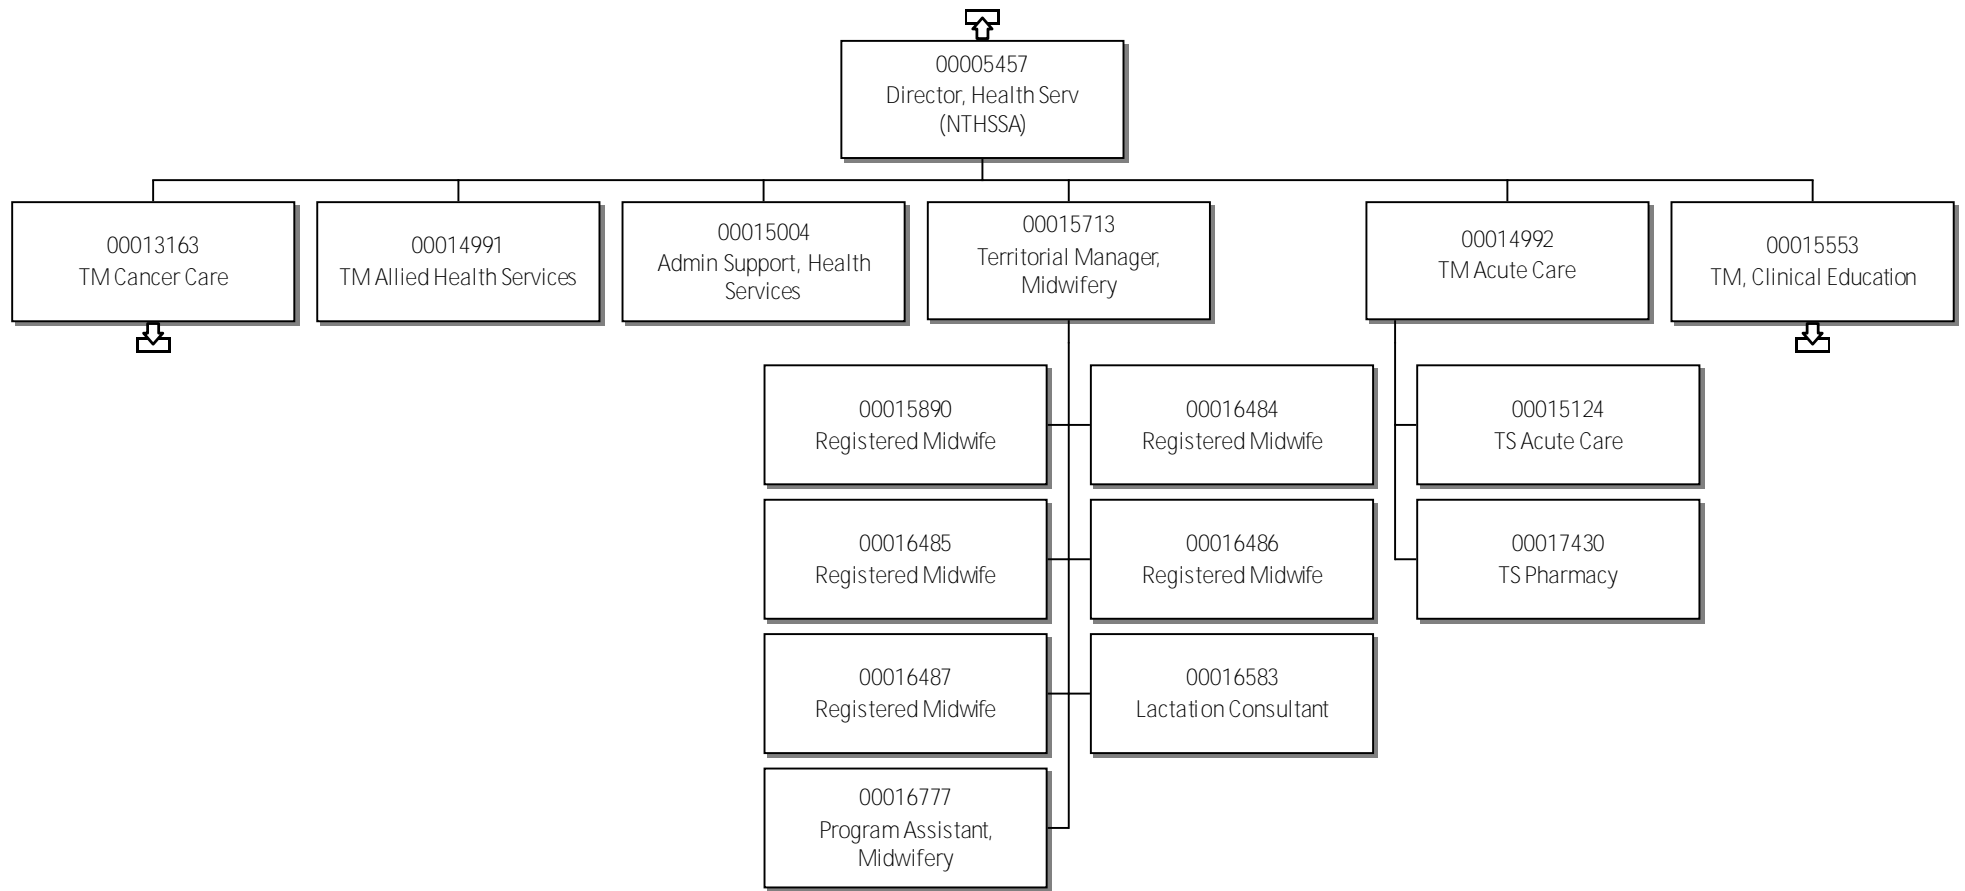 00005457
Director, Health Serv
(NTHSSA)
00013163
TM Cancer Care
00014991
TM Allied Health Services
00015004
Admin Support, Health
Services
00015713
Territorial Manager,
Midwifery
00014992
TM Acute Care
00015553
TM, Clinical Education
00015890
Registered Midwife
00016484
Registered Midwife
00015124
TS Acute Care
00016485
Registered Midwife
00016486
Registered Midwife
00017430
TS Pharmacy
00016487
Registered Midwife
00016583
Lactation Consultant
00016777
Program Assistant,
Midwifery